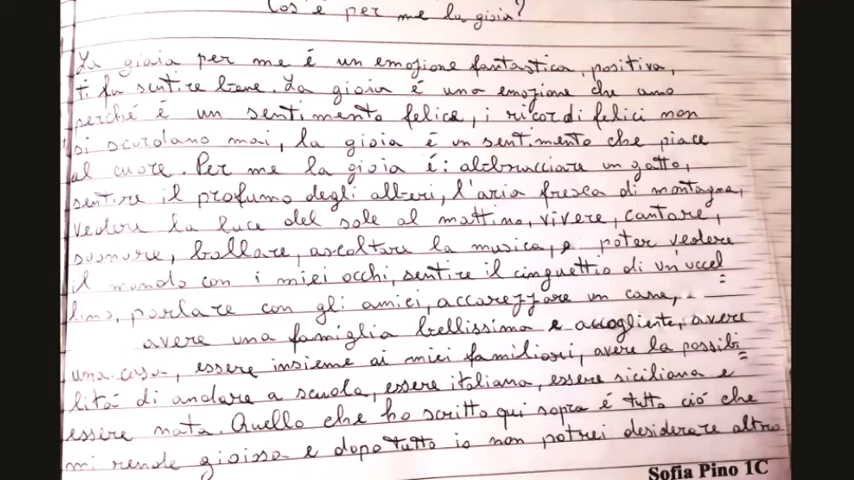 Cos'è per me la gioia?
La gioia per me é un emozione fantastica, positiva,
ti fa sentire bene. La gioia é una emozione che amo
perché é un sentimento felice, i ricordi felici non
si scordano mai, la gioia é un sentimento che piace
al cuore. Per me la gioia é: abbracciare un gatto,
sentire il profumo degli alberi, l'aria fresca di montagna,
vedere la luce del sole al mattino, vivere, cantare,
suonare, ballare, ascoltare la musica, e poter vedere
il mondo con i miei occhi, sentire il cinguettio di un'uccel
lino, parlare con gli amici, accarezzare un cane,
avere una famiglia bellissima e accogliente, avere
una casa, essere insieme ai miei familiari, avere la possibi=
litá di andare a scuola, essere italiana, essere siciliana e
essere nata. Quello che ho scritto qui sopra é tutto ció che
mi rende gioiosa e dopotutto io non potrei desiderare altro
Sofia Pino 1C